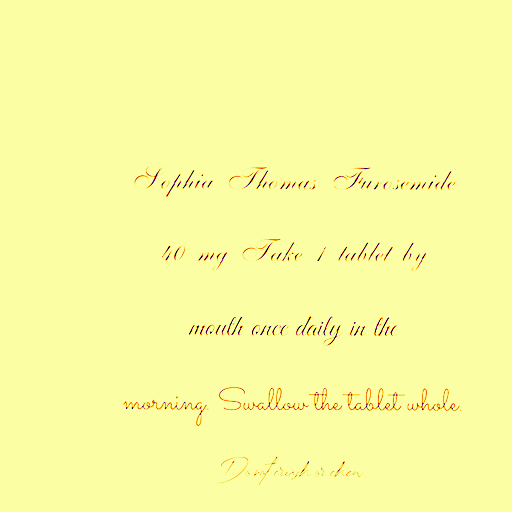 Sophia Thomas Furosemide
40 mg Take 1 tablet by
mouth once daily in the
morning. Swallow the tablet whole.
Do not crush or chew